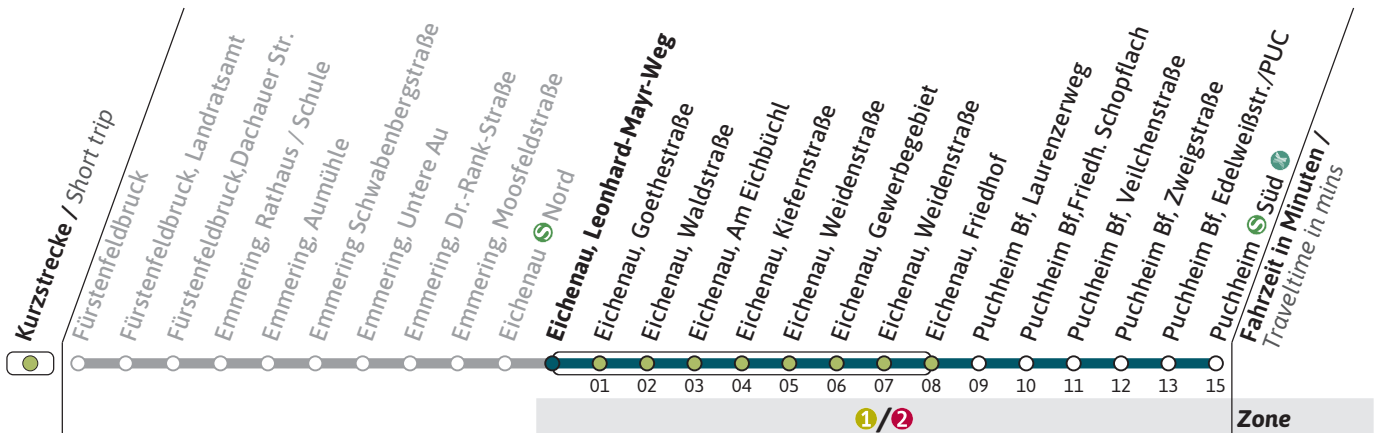 Kurzstrecke / Short trip
Fürstenfeldbruck
Fürstenfeldbruck, Landratsamt
Fürstenfeldbruck,Dachauer Str.
Emmering, Rathaus / Schule
Emmering, Aumühle
Emmering Schwabenbergstraße
Emmering, Untere Au
Emmering, Dr.-Rank-Straße
Emmering, Moosfeldstraße
Eichenau S Nord
Eichenau, Leonhard-Mayr-Weg
Eichenau, Goethestraße
Eichenau, Waldstraße
Eichenau, Am Eichbüchl
Eichenau, Kiefernstraße
Eichenau, Weidenstraße
Eichenau, Gewerbegebiet
Eichenau, Weidenstraße
Eichenau, Friedhof
Puchheim Bf, Laurenzerweg
Puchheim Bf,Friedh. Schopflach
Puchheim Bf, Veilchenstraße
Puchheim Bf, Zweigstraße
Puchheim Bf, Edelweißstr./PUC
Puchheim S Süd
Fahrzeit in Minuten /
Traveltime in mins
01 02 03 04 05 06 07 08 09 10 11 12 13 15
1/2 Zone